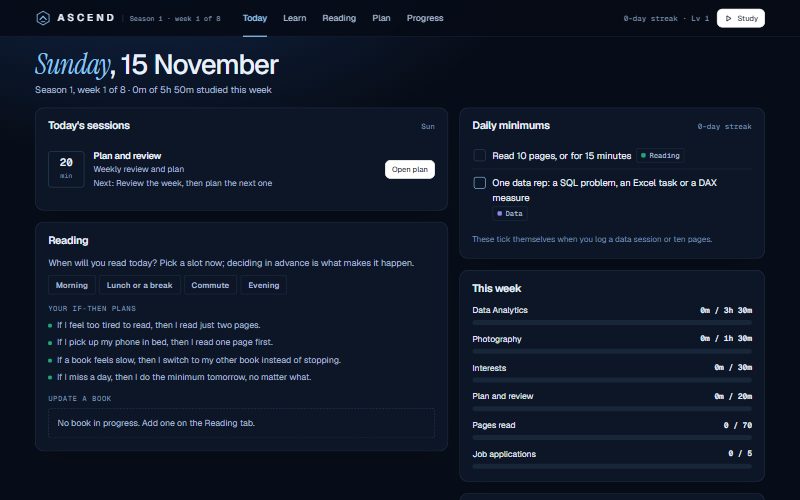 ASCEND
Season 1 · week 1 of 8
Today
Learn
Reading
Plan
Progress
0-day streak · Lv 1
Study
Sunday, 15 November
Season 1, week 1 of 8 · 0m of 5h 50m studied this week
Today's sessions
Sun
20
min
Plan and review
Weekly review and plan
Next: Review the week, then plan the next one
Open plan
Reading
When will you read today? Pick a slot now; deciding in advance is what makes it happen.
Morning
Lunch or a break
Commute
Evening
YOUR IF-THEN PLANS
If I feel too tired to read, then I read just two pages.
If I pick up my phone in bed, then I read one page first.
If a book feels slow, then I switch to my other book instead of stopping.
If I miss a day, then I do the minimum tomorrow, no matter what.
UPDATE A BOOK
No book in progress. Add one on the Reading tab.
Daily minimums
0-day streak
Read 10 pages, or for 15 minutes
Reading
One data rep: a SQL problem, an Excel task or a DAX
measure
Data
These tick themselves when you log a data session or ten pages.
This week
Data Analytics
0m / 3h 30m
Photography
0m / 1h 30m
Interests
0m / 30m
Plan and review
0m / 20m
Pages read
0 / 70
Job applications
0 / 5